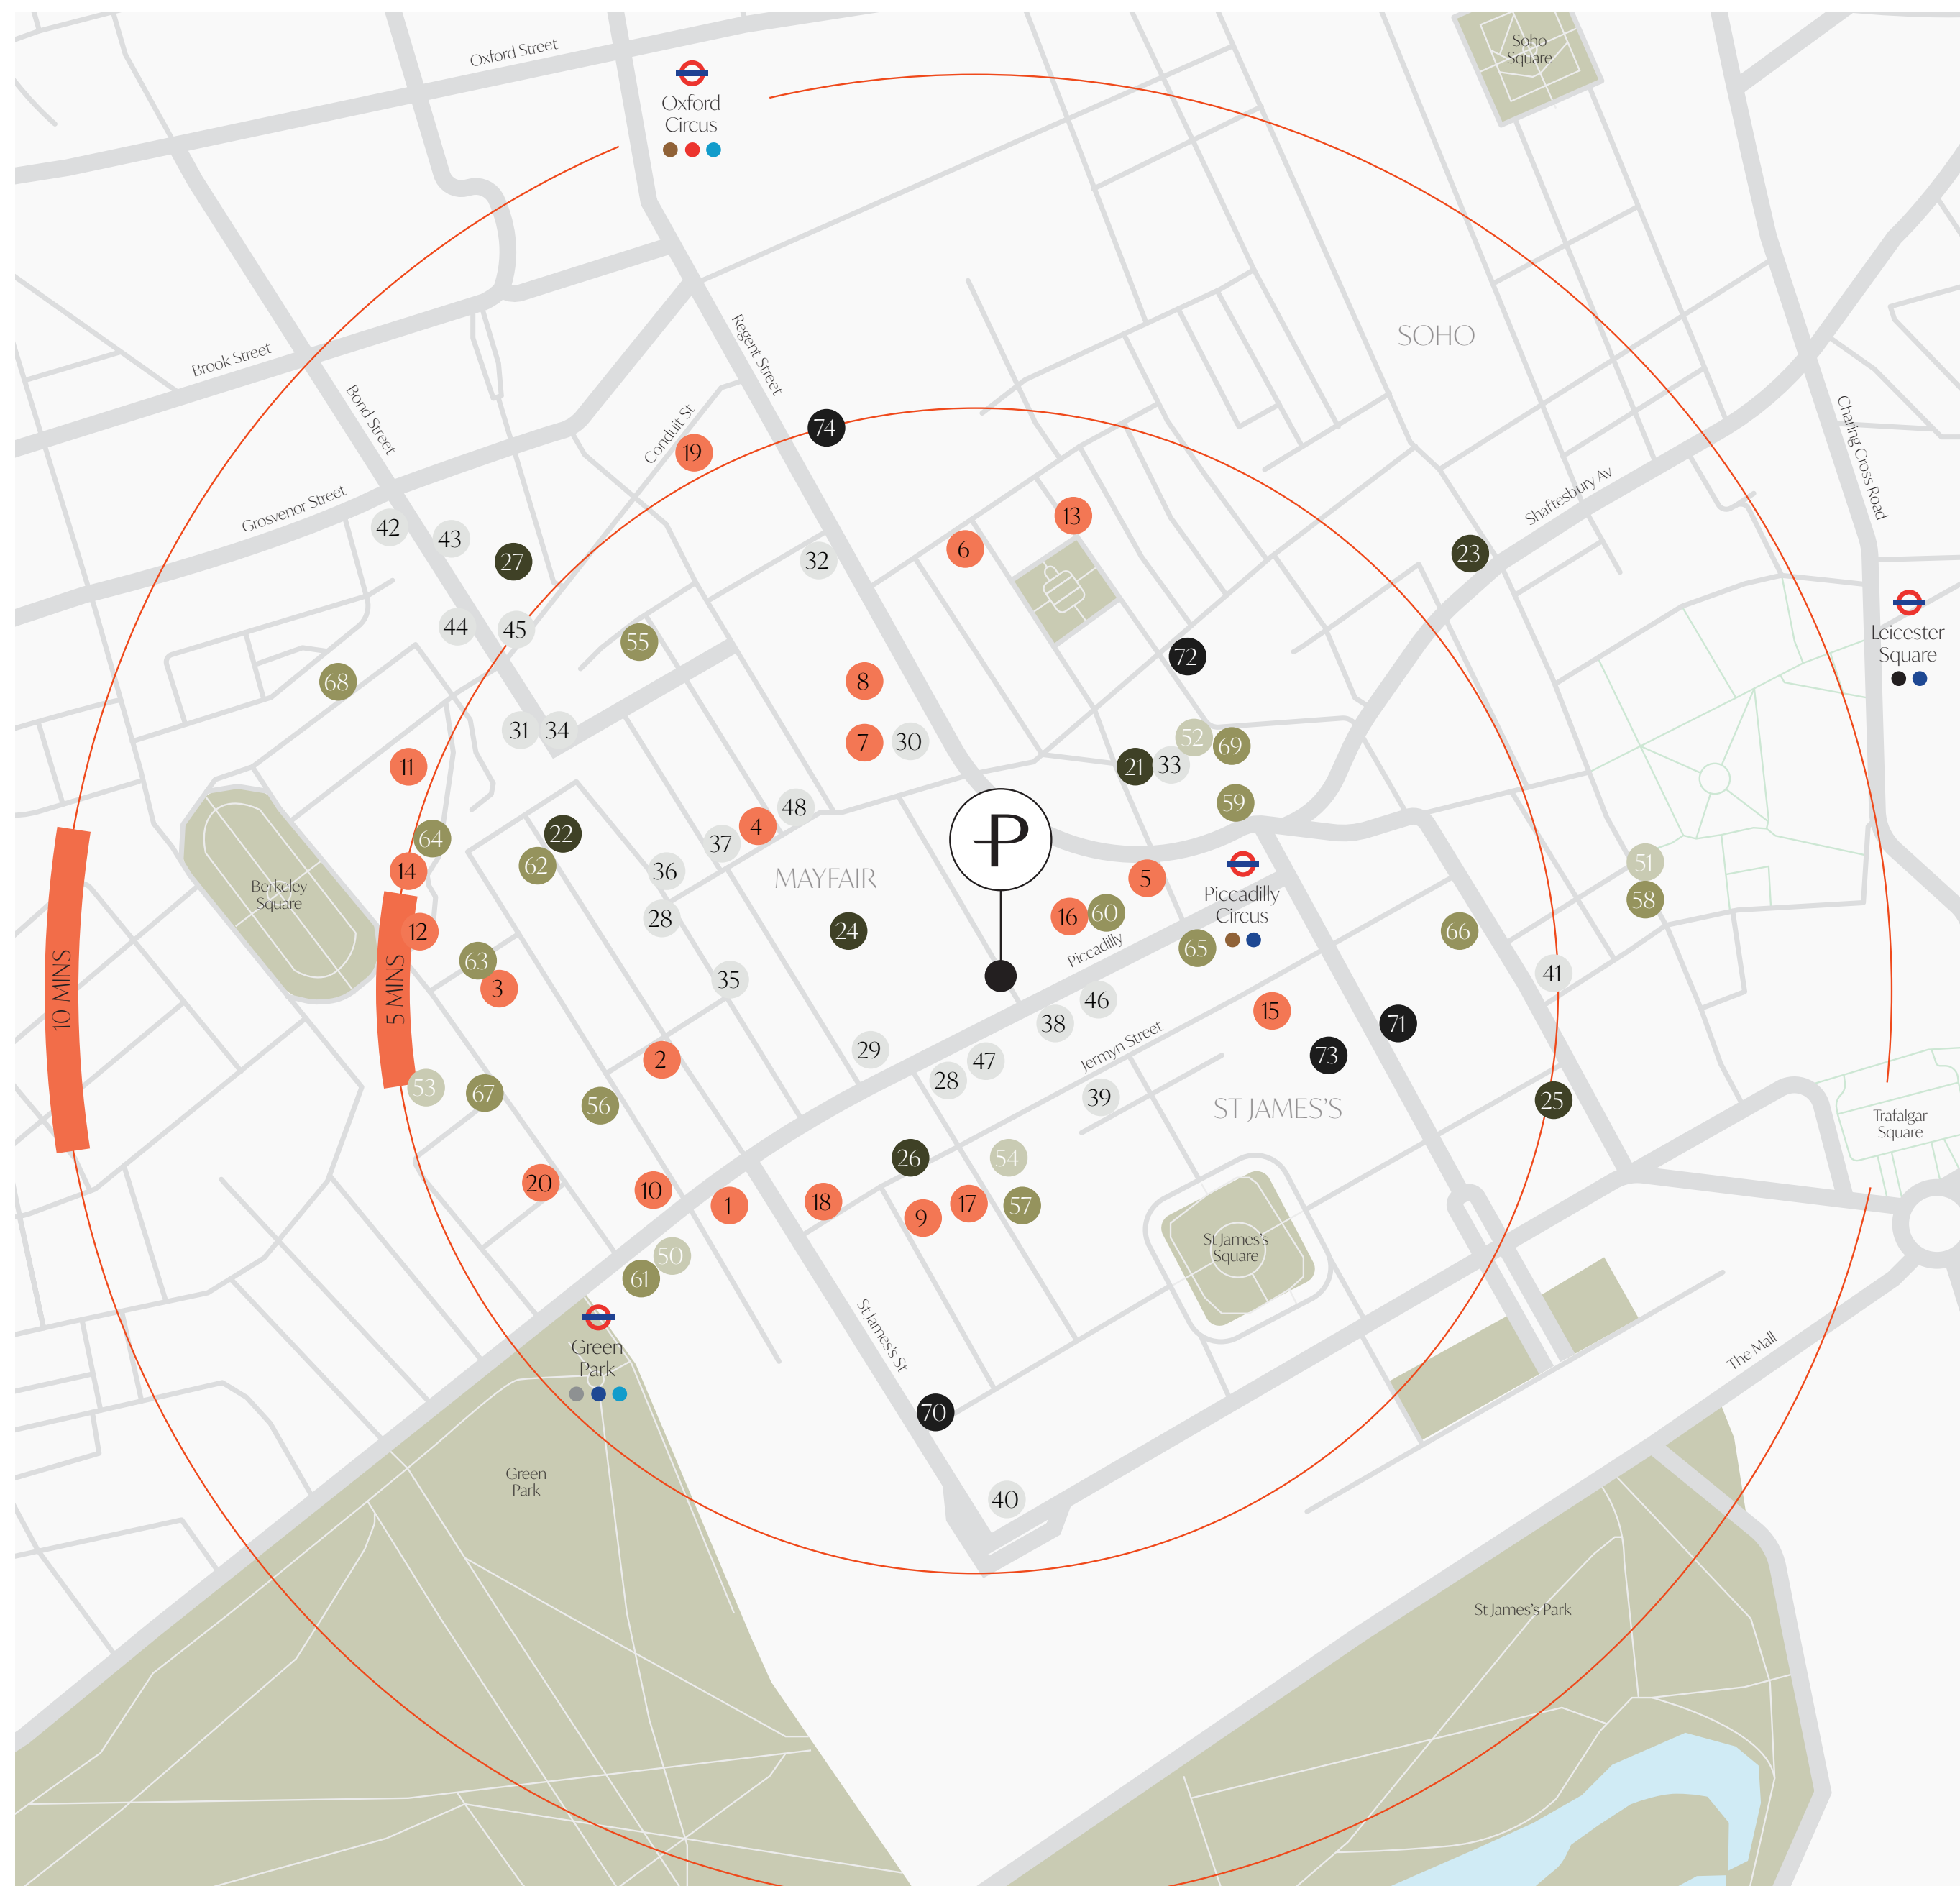 Oxford Street
Soho
Square
Oxford
Circus
SOHO
Regent Street
Brook Street
Bond Street
Conduit St
Charing Cross Road
74
19
Grosvenor Street
Shaftesbury Av
42
43
27
32
6
13
23
44
45
55
Leicester
Square
72
68
8
31
34
7
30
52
69
11
21
33
48
59
4
22
64
37
P
62
36
14
MAYFAIR
5
51
Berkeley
Square
Piccadilly
Circus
58
28
16
60
12
24
66
65
Piccadilly
63
3
35
41
10 MINS
5 MINS
46
15
38
71
29
Jermyn Street
2
47
73
28
53
67
56
39
ST JAMES'S
25
Trafalgar
Square
26
54
20
10
1
18
9
17
57
50
61
St James's
Square
Green
Park
St James's St
The Mall
70
Green
Park
40
St James's Park